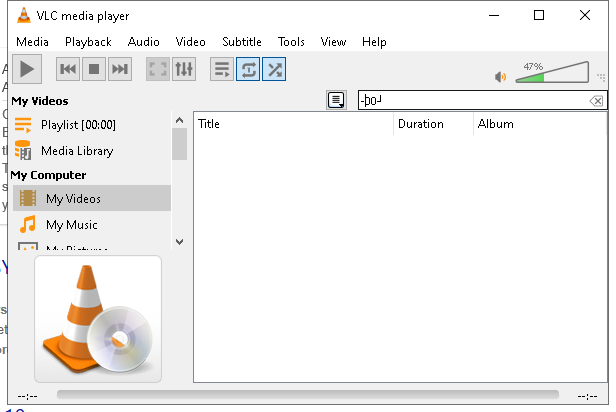 VLC media player
Media Playback Audio Video Subtitle Tools View Help
47%
My Videos
Playlist [00:00]
Media Library
My Computer
My Videos
My Music
My Pictures
Title Duration Album
--:-- --:--